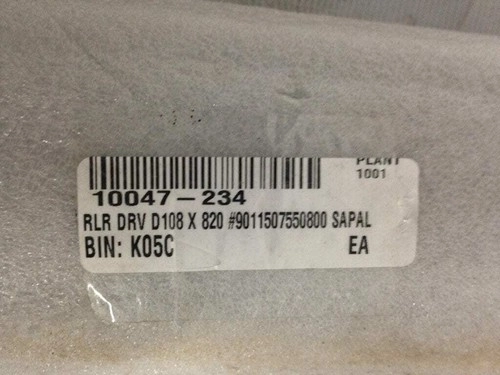 PLANT
1001
10047-234
RLR DRV D108 X 820 #9011507550800 SAPAL
BIN: K05C EA